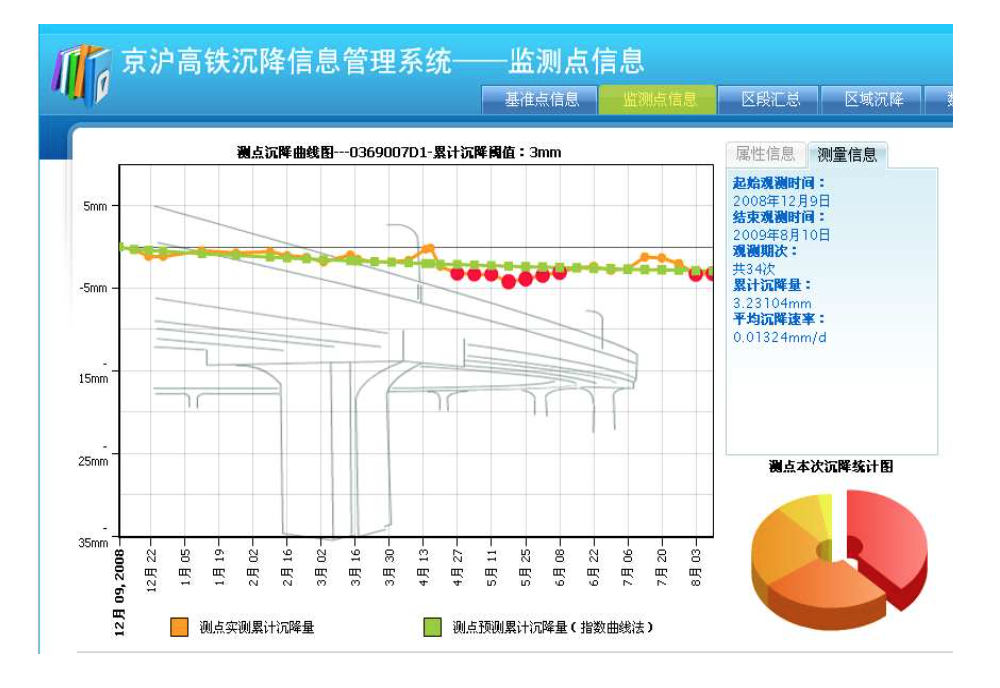 京沪高铁沉降信息管理系统——监测点信息
基准点信息
监测点信息
区段汇总
区域沉降
测点沉降曲线图---0369007D1-累计沉降阈值：3mm
5mm
-5mm
-
15mm
-
25mm
-
35mm
12月 09, 2008
12月 22
1月 05
1月 19
2月 02
2月 16
3月 02
3月 16
3月 30
4月 13
4月 27
5月 11
5月 25
6月 08
6月 22
7月 06
7月 20
8月 03
测点实测累计沉降量
测点预测累计沉降量（指数曲线法）
属性信息
测量信息
起始观测时间：
2008年12月9日
结束观测时间：
2009年8月10日
观测期次：
共34次
累计沉降量：
3.23104mm
平均沉降速率：
0.01324mm/d
测点本次沉降统计图